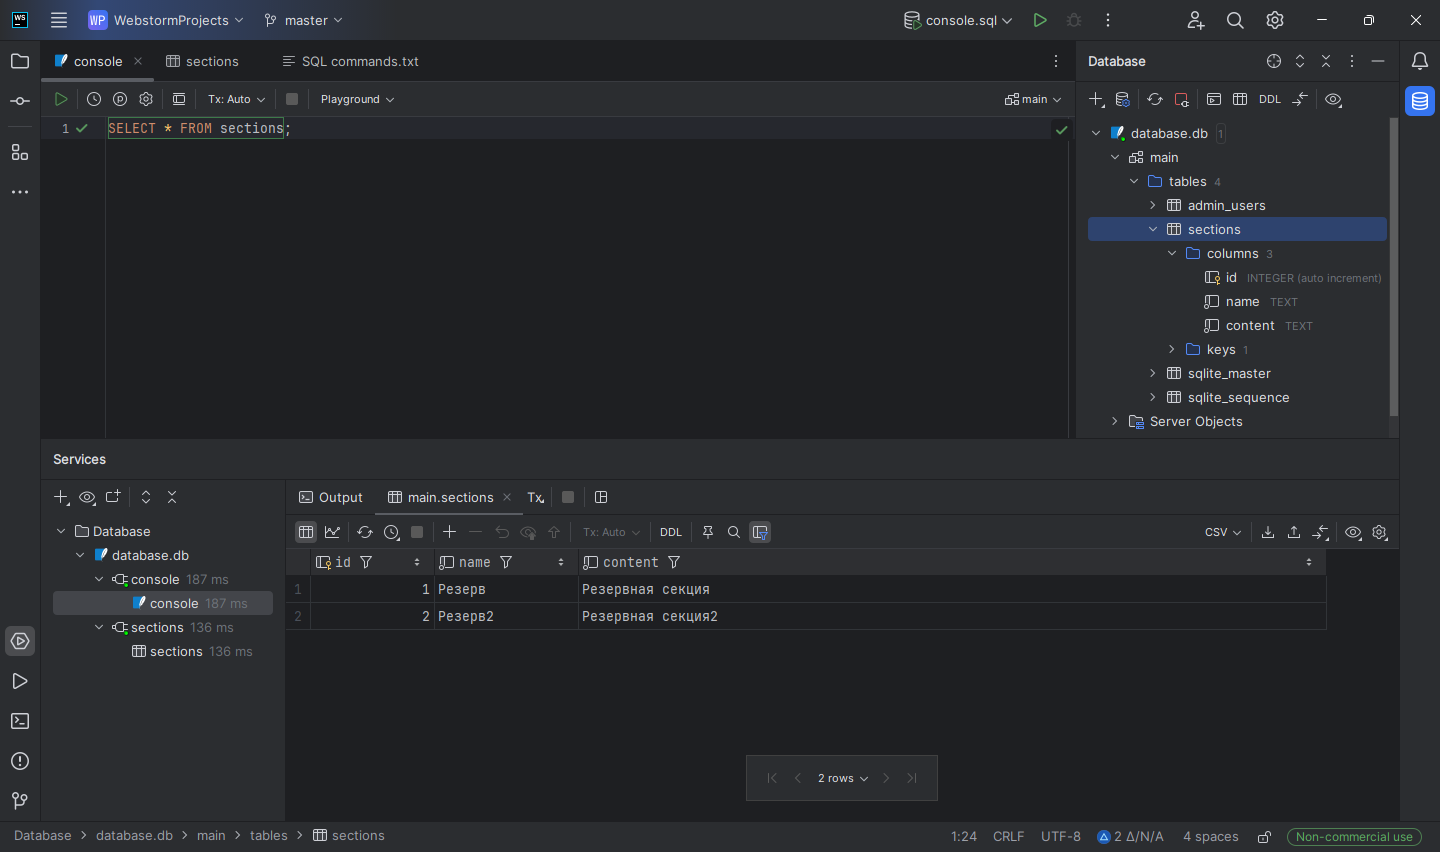 WS
WP WebstormProjects master console.sql
console sections SQL commands.txt Database
Tx: Auto Playground main DDL
1 SELECT * FROM sections;
database.db 1
main
tables 4
admin_users
sections
columns 3
id INTEGER (auto increment)
name TEXT
content TEXT
keys 1
sqlite_master
sqlite_sequence
Server Objects
Services
Output main.sections Tx
Database
database.db
console 187 ms
console 187 ms
sections 136 ms
sections 136 ms
Tx: Auto DDL CSV
id name content
1 1 Резерв Резервная секция
2 2 Резерв2 Резервная секция2
2 rows
Database database.db main tables sections 1:24 CRLF UTF-8 2 Δ/N/A 4 spaces Non-commercial use